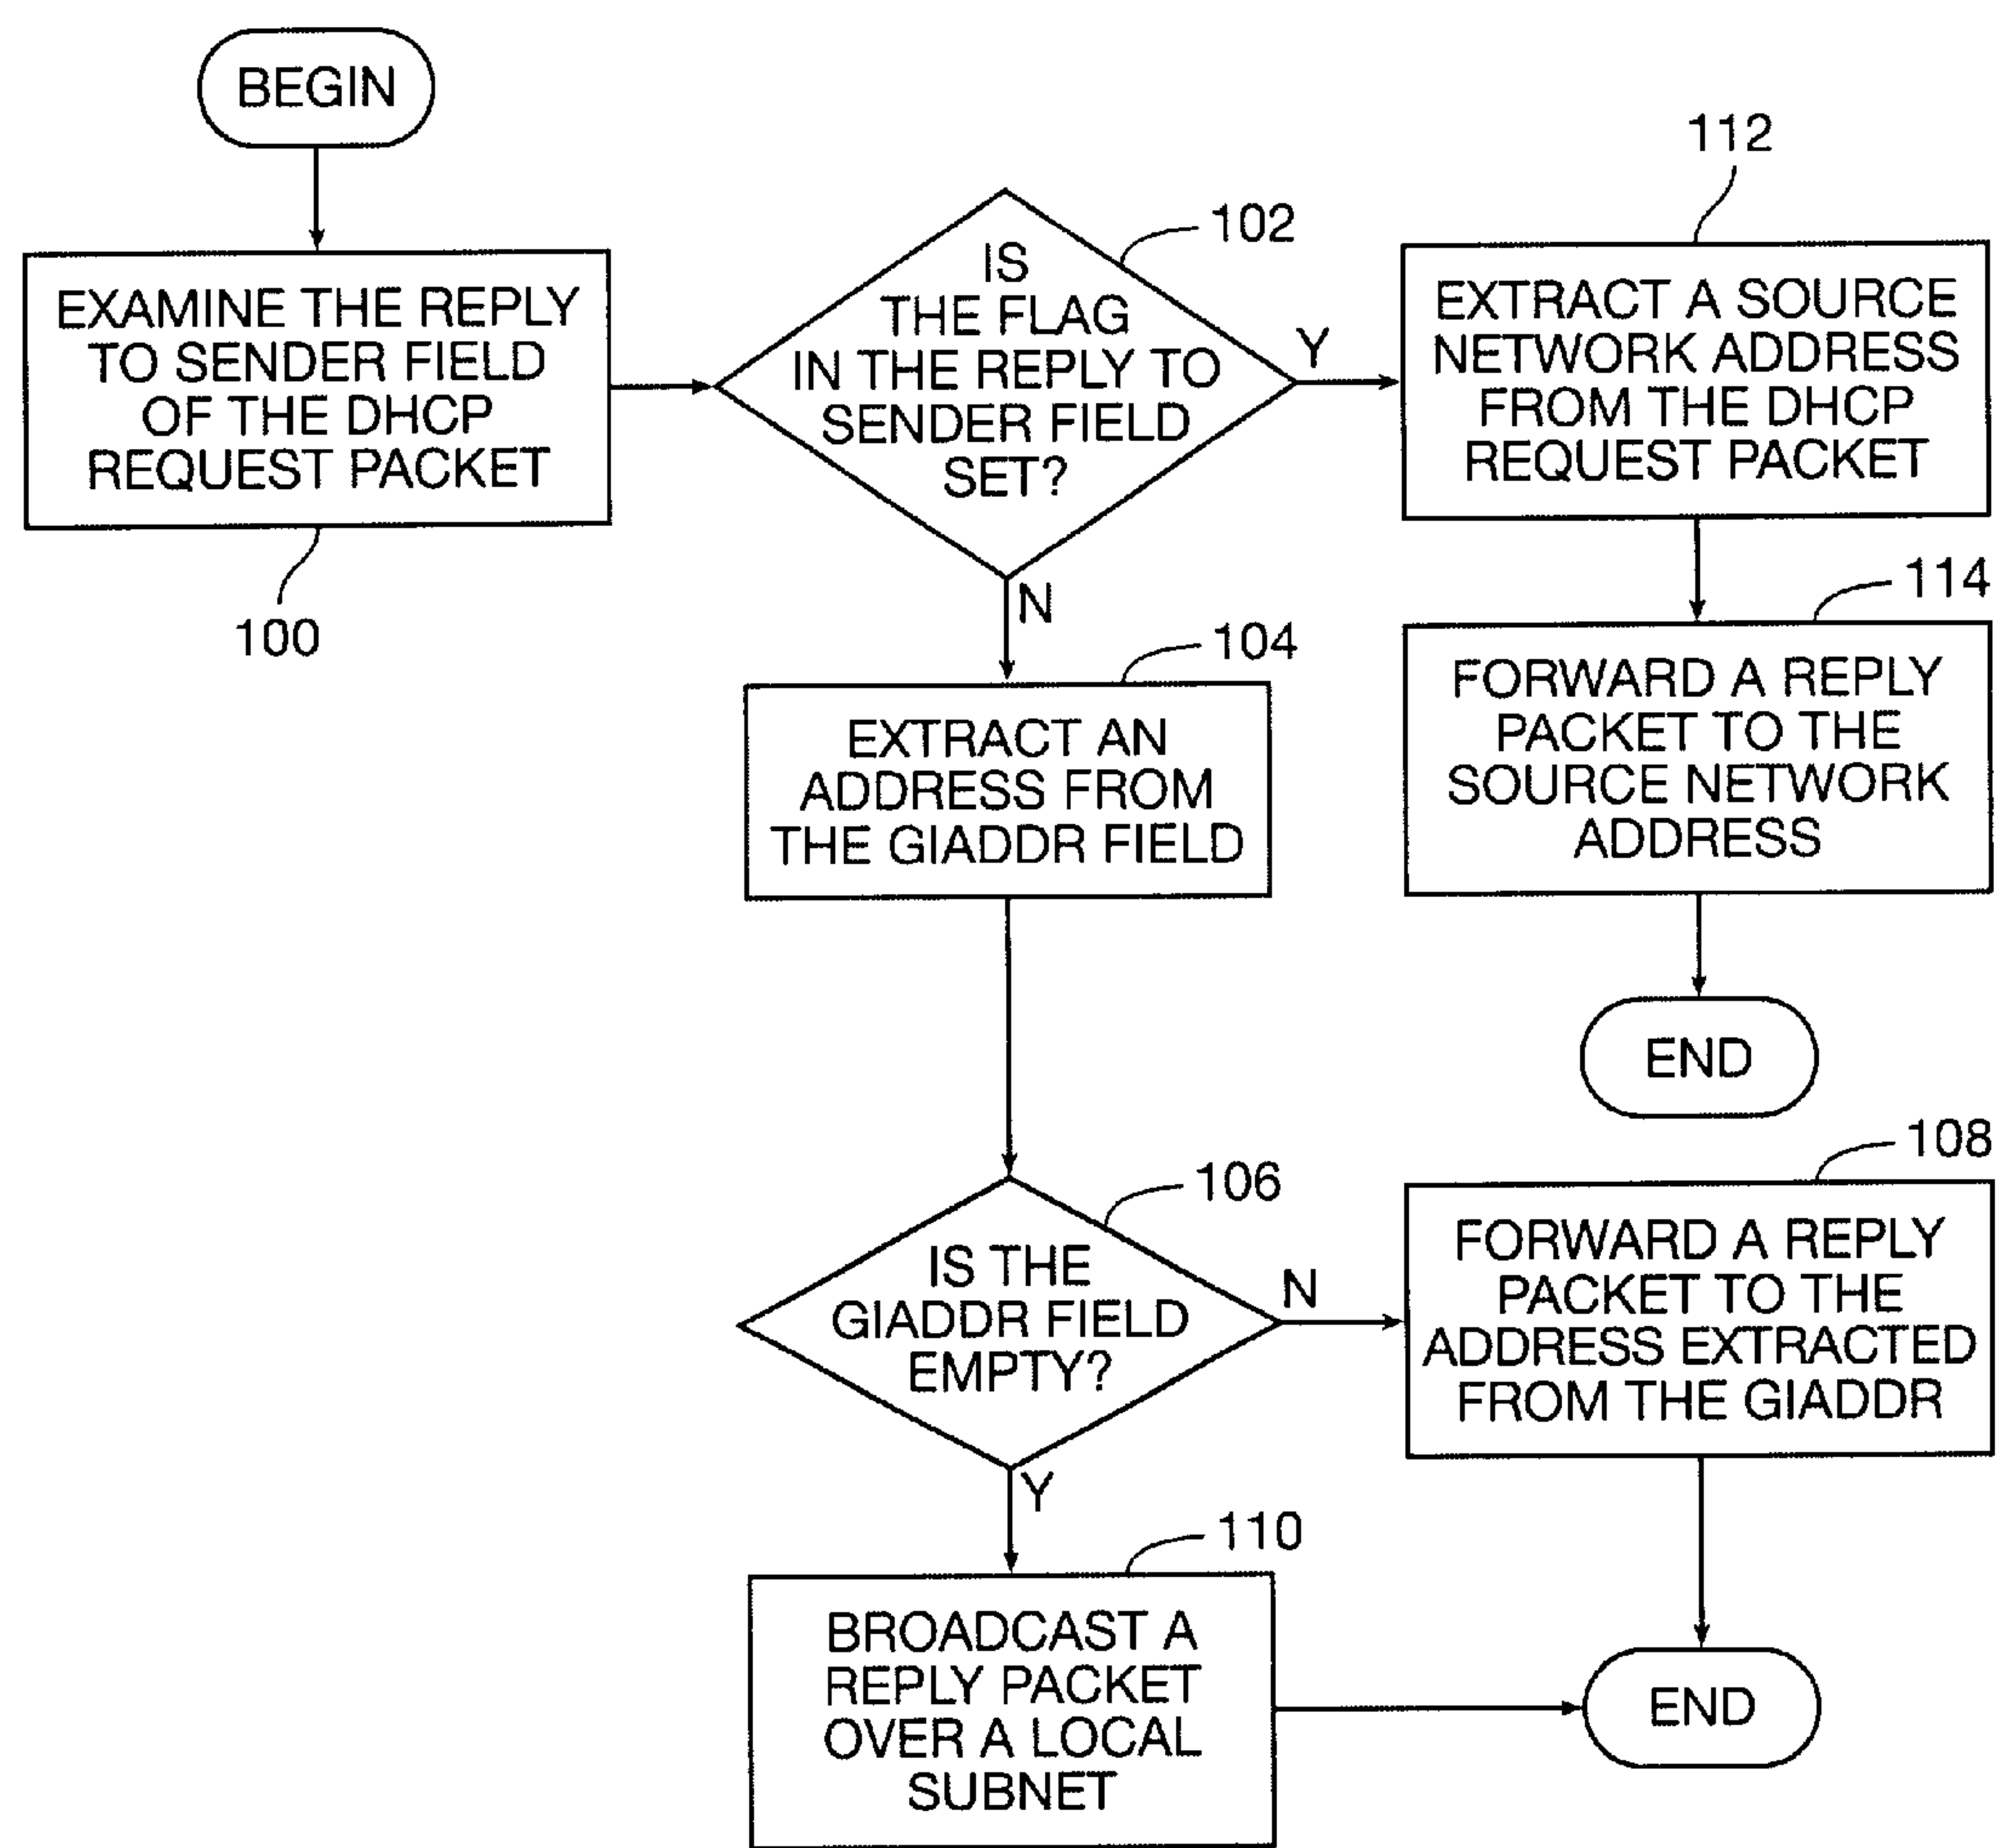 BEGIN
EXAMINE THE REPLY
TO SENDER FIELD
OF THE DHCP
REQUEST PACKET
100
102
IS
THE FLAG
IN THE REPLY TO
SENDER FIELD
SET?
Y
N
112
EXTRACT A SOURCE
NETWORK ADDRESS
FROM THE DHCP
REQUEST PACKET
114
FORWARD A REPLY
PACKET TO THE
SOURCE NETWORK
ADDRESS
END
104
EXTRACT AN
ADDRESS FROM
THE GIADDR FIELD
106
IS THE
GIADDR FIELD
EMPTY?
N
Y
108
FORWARD A REPLY
PACKET TO THE
ADDRESS EXTRACTED
FROM THE GIADDR
110
BROADCAST A
REPLY PACKET
OVER A LOCAL
SUBNET
END